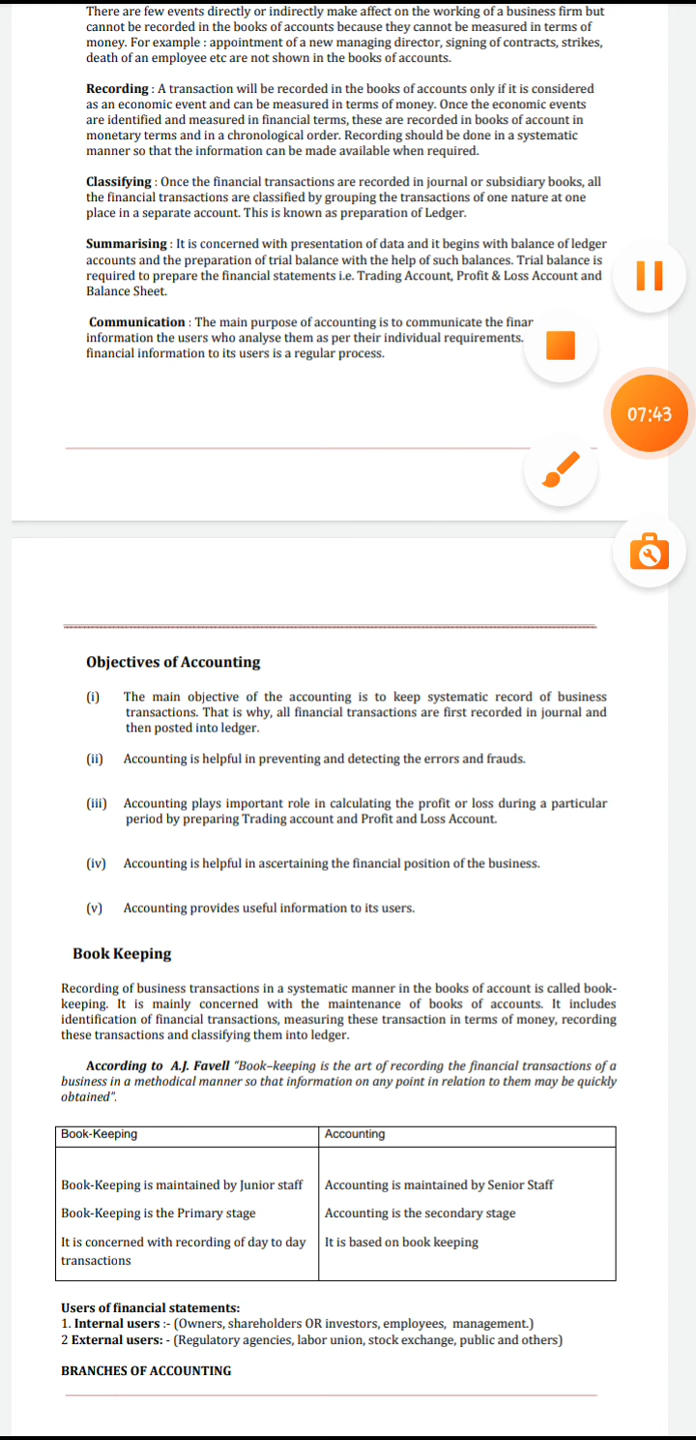 There are few events directly or indirectly make affect on the working of a business firm but
cannot be recorded in the books of accounts because they cannot be measured in terms of
money. For example : appointment of a new managing director, signing of contracts, strikes,
death of an employee etc are not shown in the books of accounts.
Recording : A transaction will be recorded in the books of accounts only if it is considered
as an economic event and can be measured in terms of money. Once the economic events
are identified and measured in financial terms, these are recorded in books of account in
monetary terms and in a chronological order. Recording should be done in a systematic
manner so that the information can be made available when required.
Classifying : Once the financial transactions are recorded in journal or subsidiary books, all
the financial transactions are classified by grouping the transactions of one nature at one
place in a separate account. This is known as preparation of Ledger.
Summarising : It is concerned with presentation of data and it begins with balance of ledger
accounts and the preparation of trial balance with the help of such balances. Trial balance is
required to prepare the financial statements i.e. Trading Account, Profit & Loss Account and
Balance Sheet.
Communication : The main purpose of accounting is to communicate the
information the users who analyse them as per their individual requirements.
financial information to its users is a regular process.
07:43
Objectives of Accounting
(i) The main objective of the accounting is to keep systematic record of business
transactions. That is why, all financial transactions are first recorded in journal and
then posted into ledger.
(ii) Accounting is helpful in preventing and detecting the errors and frauds.
(iii) Accounting plays important role in calculating the profit or loss during a particular
period by preparing Trading account and Profit and Loss Account.
(iv) Accounting is helpful in ascertaining the financial position of the business.
(v) Accounting provides useful information to its users.
Book Keeping
Recording of business transactions in a systematic manner in the books of account is called book-
keeping. It is mainly concerned with the maintenance of books of accounts. It includes
identification of financial transactions, measuring these transaction in terms of money, recording
these transactions and classifying them into ledger.
According to A.J. Favell "Book–keeping is the art of recording the financial transactions of a
business in a methodical manner so that information on any point in relation to them may be quickly
obtained".
Book-Keeping Accounting
Book-Keeping is maintained by Junior staff Accounting is maintained by Senior Staff
Book-Keeping is the Primary stage Accounting is the secondary stage
It is concerned with recording of day to day It is based on book keeping
transactions
Users of financial statements:
1. Internal users :- (Owners, shareholders OR investors, employees, management.)
2 External users: - (Regulatory agencies, labor union, stock exchange, public and others)
BRANCHES OF ACCOUNTING